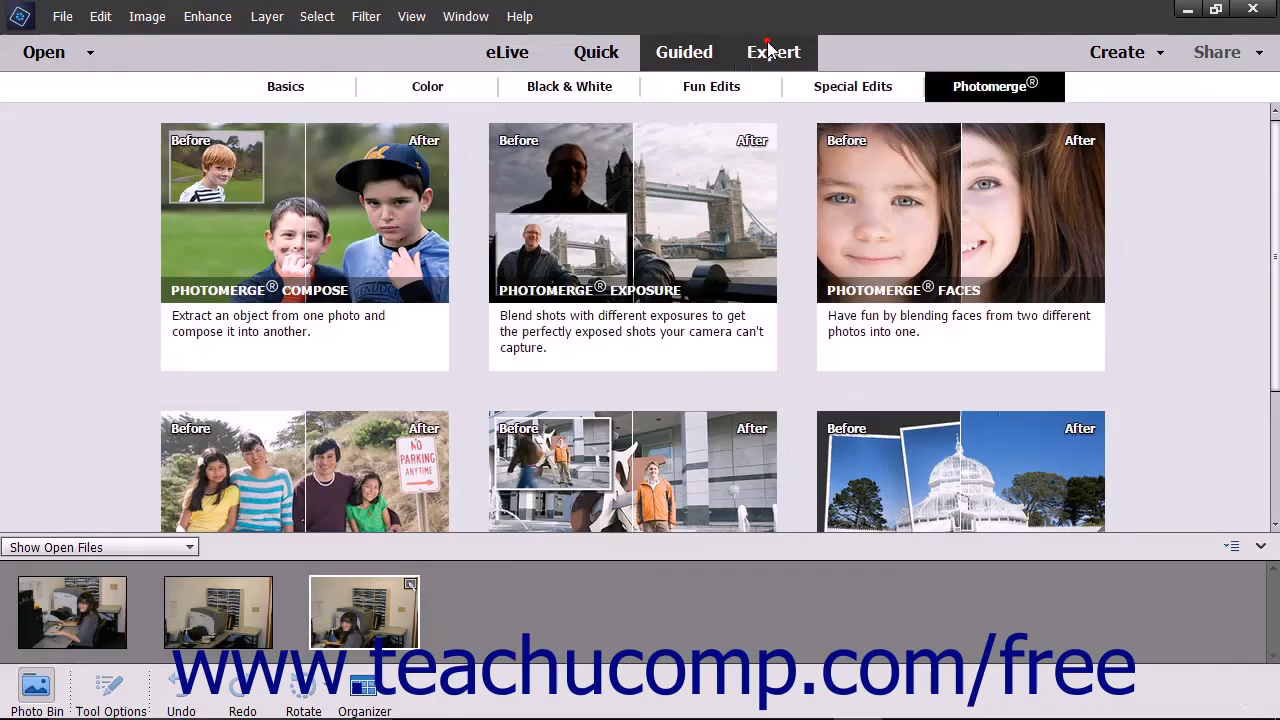 File Edit Image Enhance Layer Select Filter View Window Help
Open eLive Quick Guided Expert Create Share
Basics Color Black & White Fun Edits Special Edits Photomerge®
Before After Before After Before After
PHOTOMERGE® COMPOSE PHOTOMERGE® EXPOSURE PHOTOMERGE® FACES
Extract an object from one photo and
compose it into another.
Blend shots with different exposures to get
the perfectly exposed shots your camera can't
capture.
Have fun by blending faces from two different
photos into one.
Before After Before After Before After
NO
PARKING
ANYTIME
Show Open Files
www.teachucomp.com/free
Photo Bin Tool Options Undo Redo Rotate Organizer